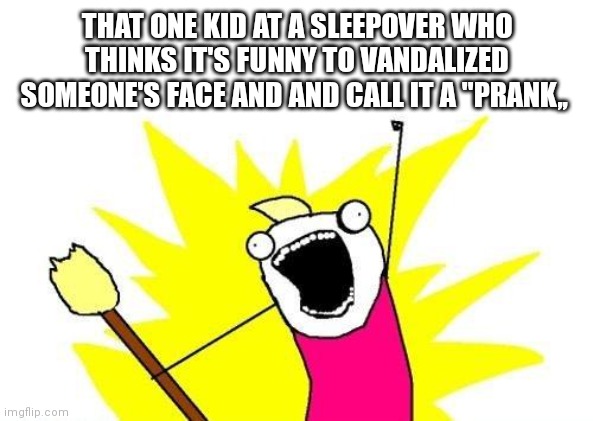 THAT ONE KID AT A SLEEPOVER WHO
THINKS IT'S FUNNY TO VANDALIZED
SOMEONE'S FACE AND AND CALL IT A "PRANK,,
imgflip.com